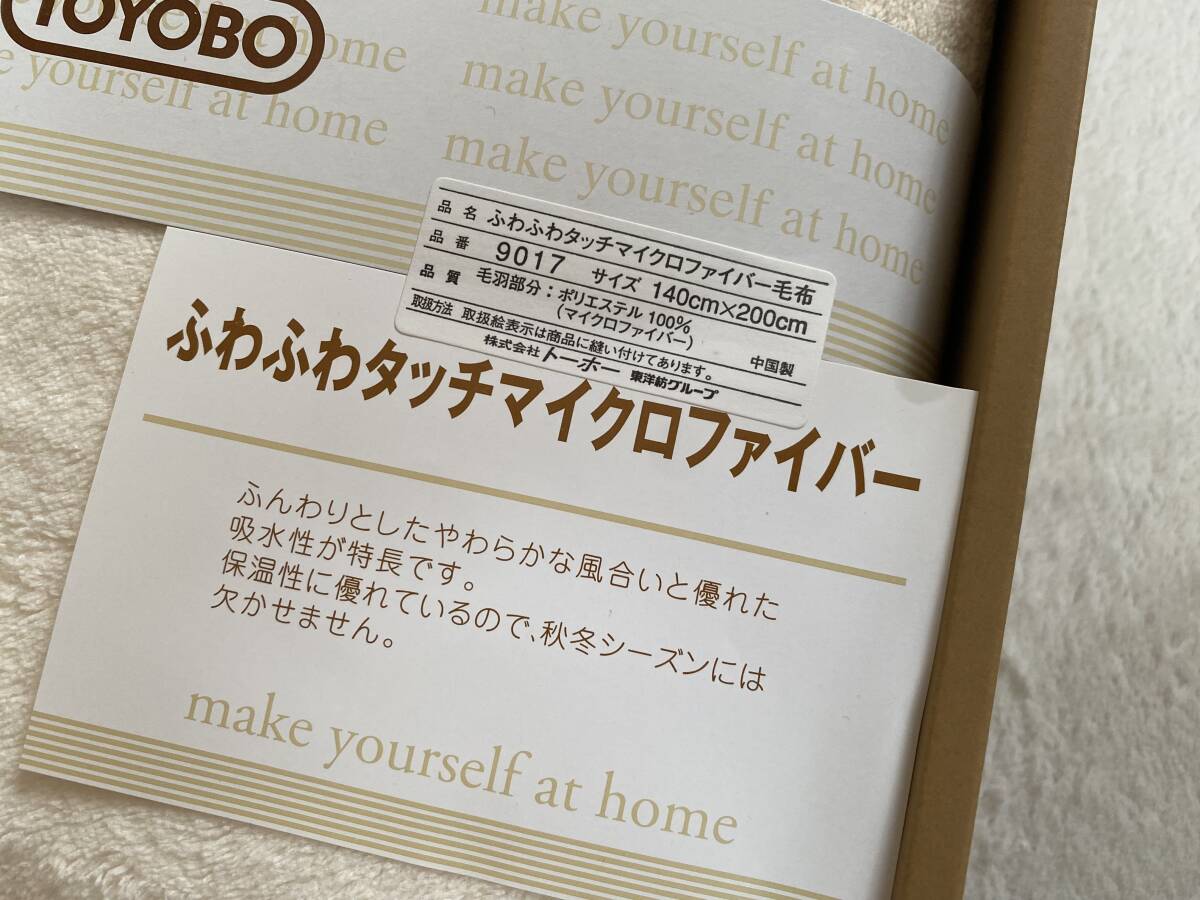 TOYOBO
make yourself at home
at home
make yourself at home
yourself at home
make yourself at home
品名 ふわふわタッチマイクロファイバー毛布
品番 9017 サイズ 140cm×200cm
品質 毛羽部分：ポリエステル 100%
(マイクロファイバー) 中国製
取扱方法 取扱絵表示は商品に縫い付けてあります。
株式会社 トーホー 東洋紡グループ
ふわふわタッチマイクロファイバー
ふんわりとしたやわらかな風合いと優れた
吸水性が特長です。
保温性に優れているので、秋冬シーズンには
欠かせません。
make yourself at home